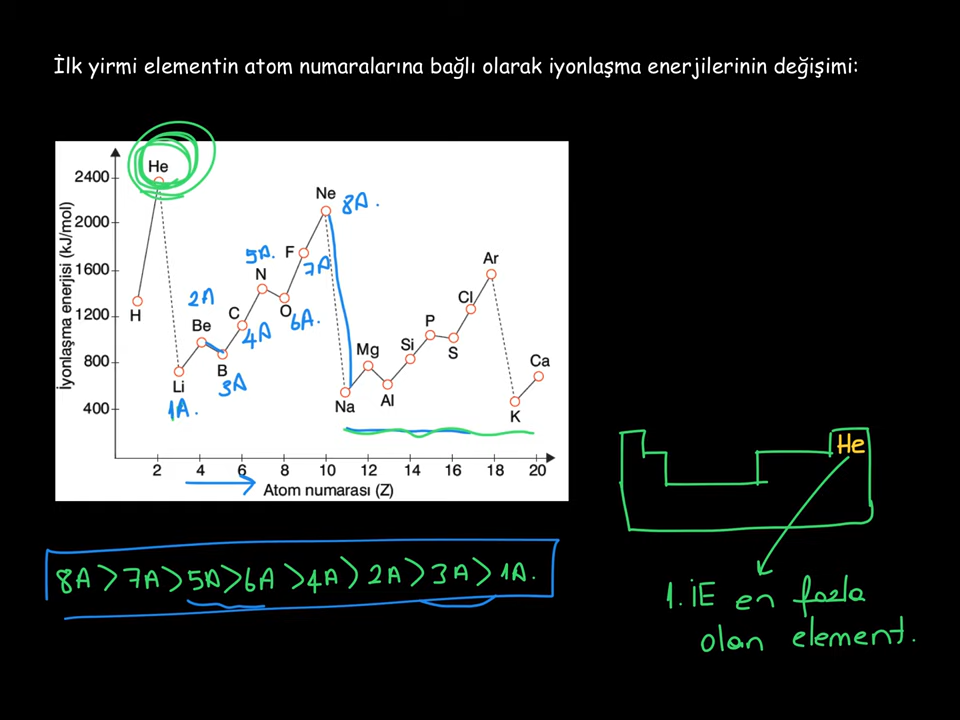 İlk yirmi elementin atom numaralarına bağlı olarak iyonlaşma enerjilerinin değişimi:
İyonlaşma enerjisi (kJ/mol)
2400
2000
1600
1200
800
400
He
Ne
8A.
5A.
F
7A
Ar
N
2A
O
6A.
Cl
H
Be
C
4A
P
Si
S
Mg
Ca
B
3A
Li
1A.
Na
Al
K
2 4 6 8 10 12 14 16 18 20
Atom numarası (Z)
He
8A > 7A > 5A > 6A > 4A > 2A > 3A > 1A.
1. İE en fazla
olan element.